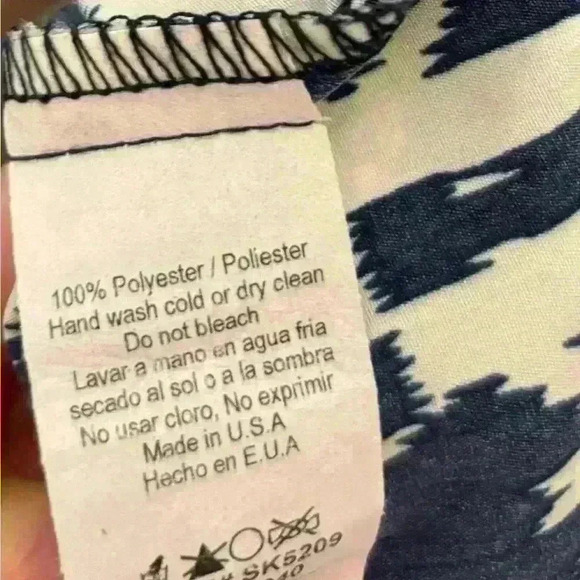 100% Polyester / Poliester
Hand wash cold or dry clean
Do not bleach
Lavar a mano en agua fria
secado al sol o a la sombra
No usar cloro, No exprimir
Made in U.S.A
Hecho en E.U.A
SK5209